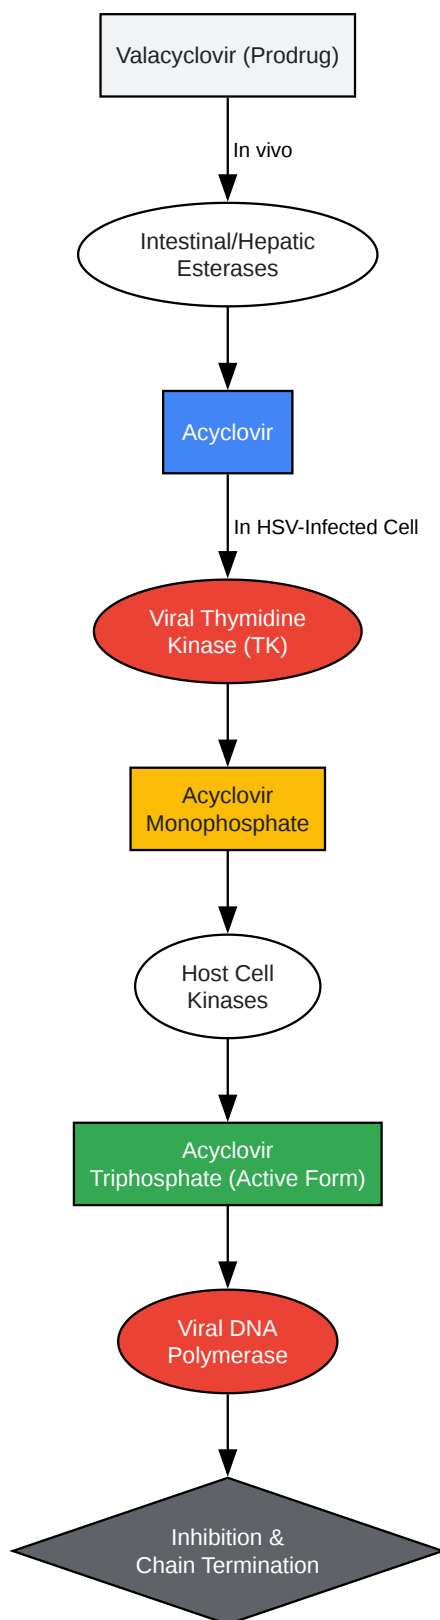 Valacyclovir (Prodrug)
In vivo
Intestinal/Hepatic
Esterases
Acyclovir
In HSV-Infected Cell
Viral Thymidine
Kinase (TK)
Acyclovir
Monophosphate
Host Cell
Kinases
Acyclovir
Triphosphate (Active Form)
Viral DNA
Polymerase
Inhibition &
Chain Termination